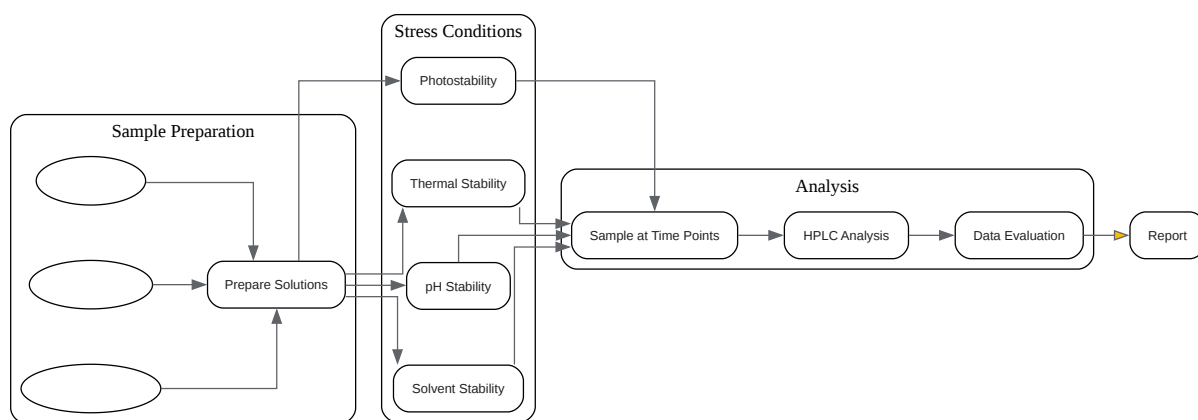 Stress Conditions
Photostability
Sample Preparation
Thermal Stability
Analysis
Sample at Time Points
HPLC Analysis
Data Evaluation
Report
Prepare Solutions
pH Stability
Solvent Stability